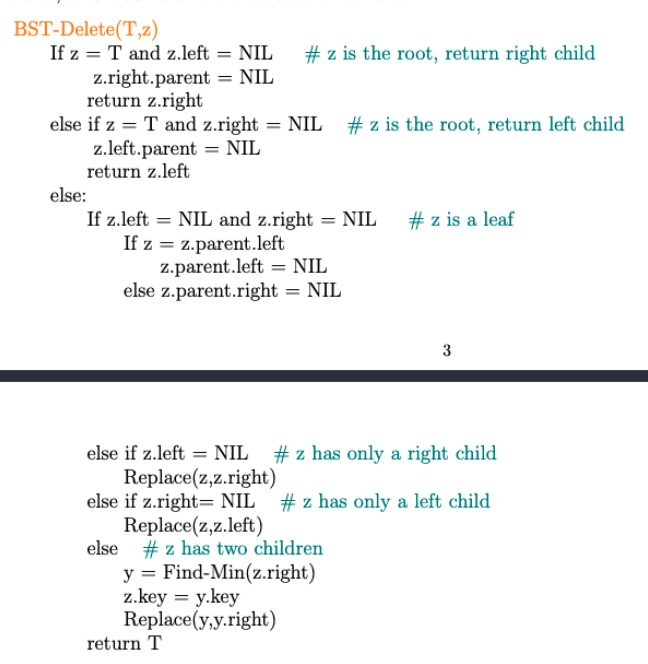 BST-Delete(T,z)
If z = T and z.left = NIL # z is the root, return right child
z.right.parent = NIL
return z.right
else if z = T and z.right = NIL # z is the root, return left child
z.left.parent = NIL
return z.left
else:
If z.left = NIL and z.right = NIL # z is a leaf
If z = z.parent.left
z.parent.left = NIL
else z.parent.right = NIL
3
else if z.left = NIL # z has only a right child
Replace(z,z.right)
else if z.right= NIL # z has only a left child
Replace(z,z.left)
else # z has two children
y = Find-Min(z.right)
z.key = y.key
Replace(y,y.right)
return T